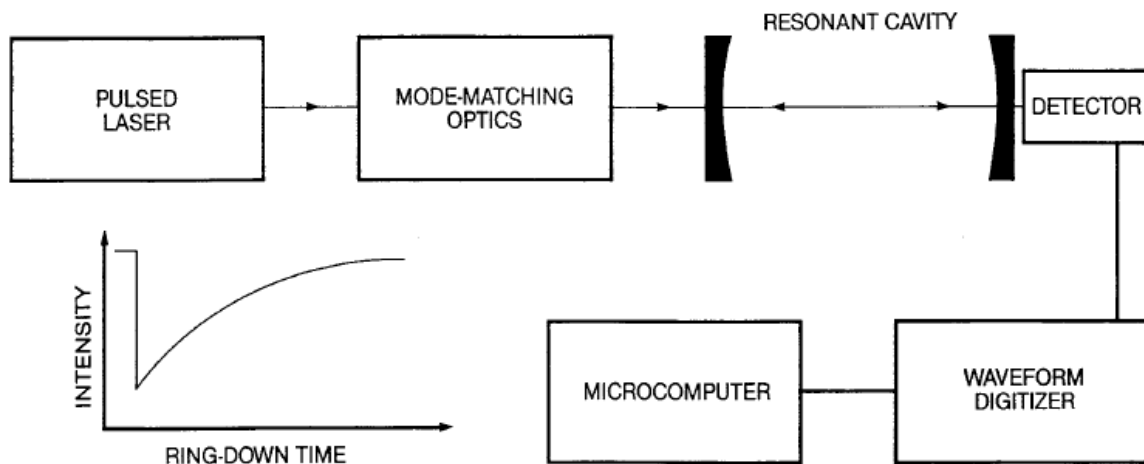 RESONANT CAVITY
PULSED
LASER
MODE-MATCHING
OPTICS
DETECTOR
INTENSITY
RING-DOWN TIME
MICROCOMPUTER
WAVEFORM
DIGITIZER